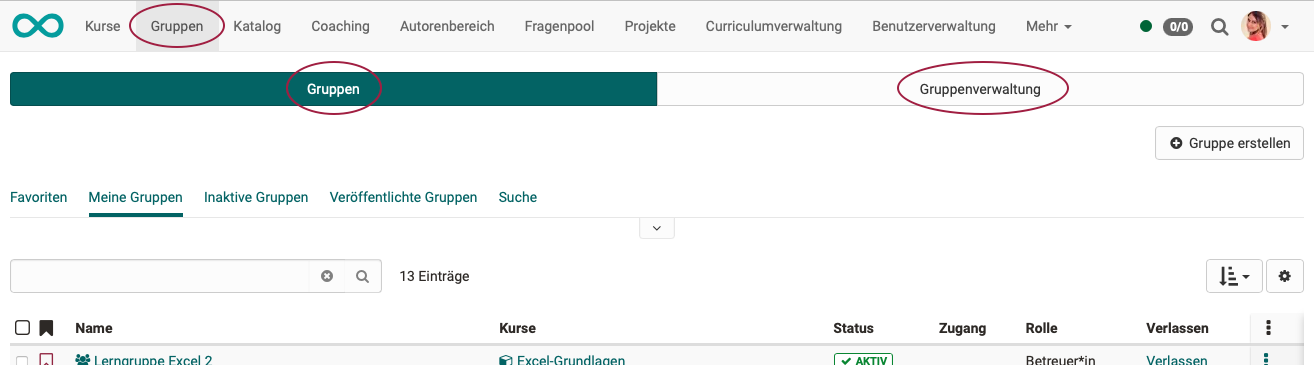 Kurse Gruppen Katalog Coaching Autorenbereich Fragenpool Projekte Curriculumverwaltung Benutzerverwaltung Mehr 0/0
Gruppen Gruppenverwaltung
Gruppe erstellen
Favoriten Meine Gruppen Inaktive Gruppen Veröffentlichte Gruppen Suche
13 Einträge
Name Kurse Status Zugang Rolle Verlassen
Lerngruppe Excel 2 Excel-Grundlagen AKTIV Betreuer*in Verlassen